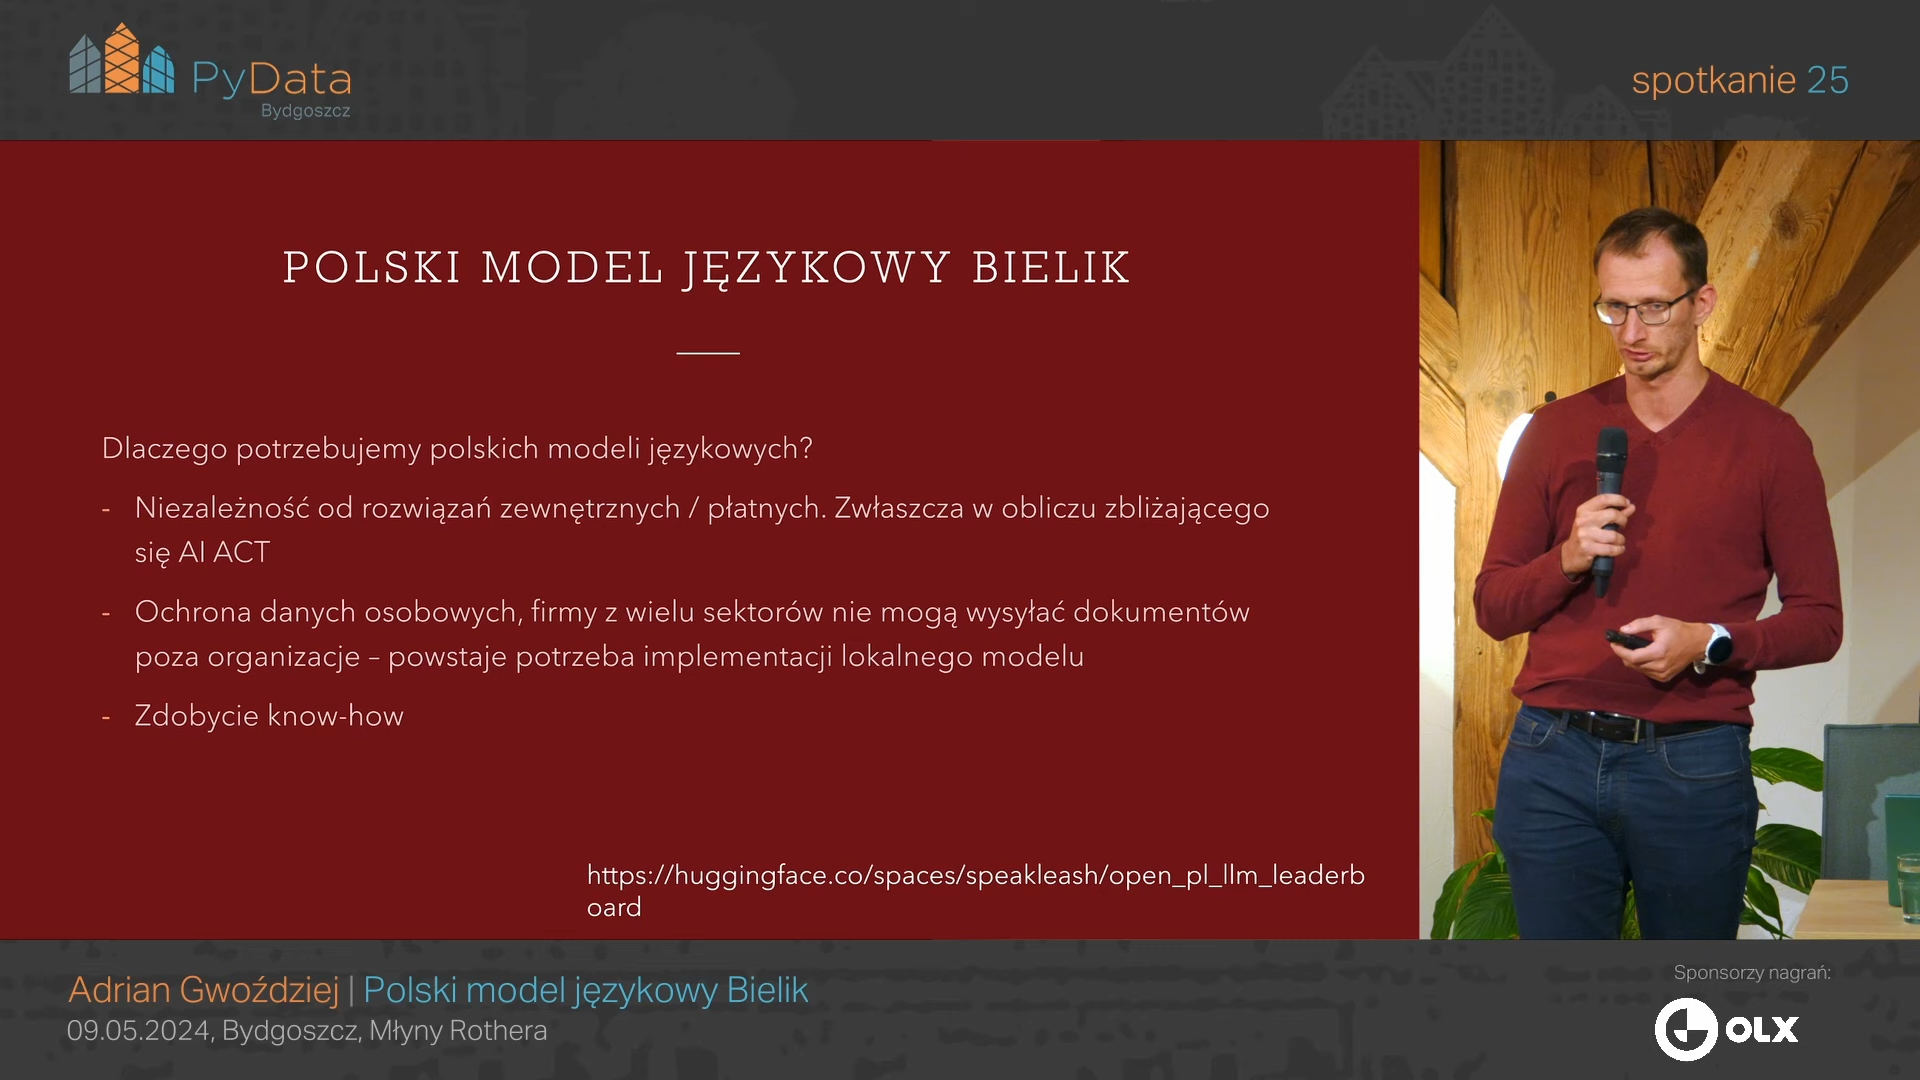 PyData
Bydgoszcz
spotkanie 25
POLSKI MODEL JĘZYKOWY BIELIK
Dlaczego potrzebujemy polskich modeli językowych?
- Niezależność od rozwiązań zewnętrznych / płatnych. Zwłaszcza w obliczu zbliżającego
się AI ACT
- Ochrona danych osobowych, firmy z wielu sektorów nie mogą wysyłać dokumentów
poza organizacje – powstaje potrzeba implementacji lokalnego modelu
- Zdobycie know-how
https://huggingface.co/spaces/speakleash/open_pl_llm_leaderb
oard
Adrian Gwoździej | Polski model językowy Bielik
09.05.2024, Bydgoszcz, Młyny Rothera
Sponsorzy nagrań:
OLX